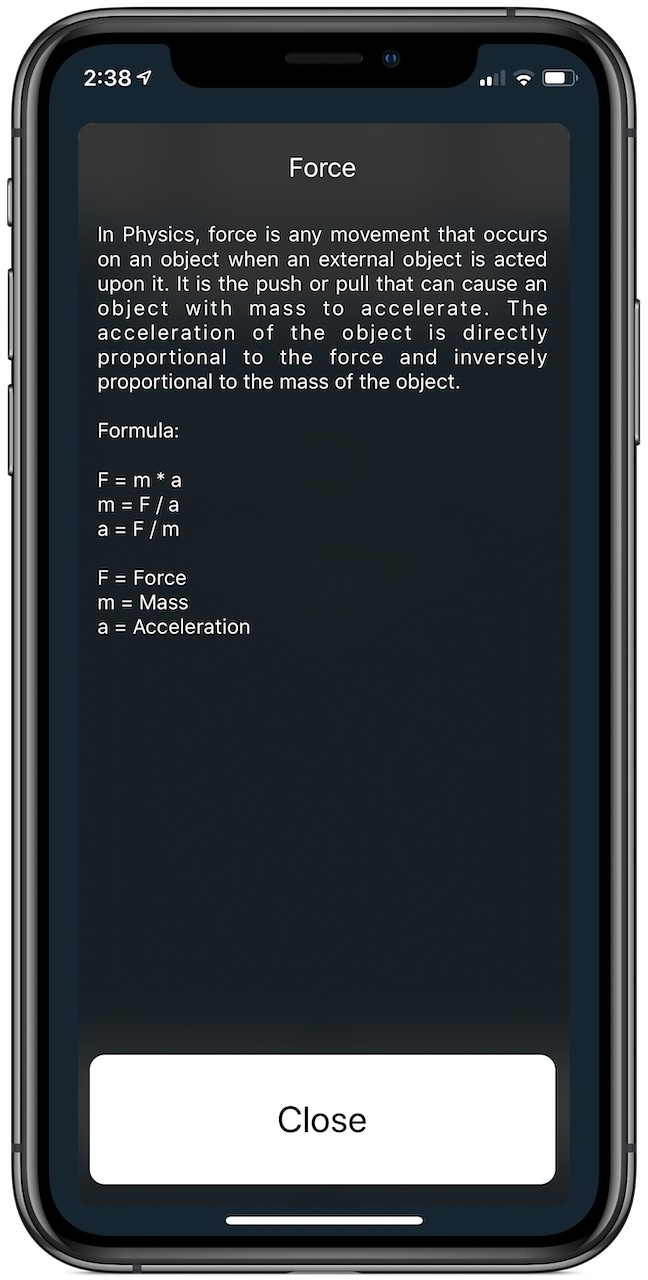 2:38
Force
In Physics, force is any movement that occurs
on an object when an external object is acted
upon it. It is the push or pull that can cause an
object with mass to accelerate. The
acceleration of the object is directly
proportional to the force and inversely
proportional to the mass of the object.
Formula:
F = m * a
m = F / a
a = F / m
F = Force
m = Mass
a = Acceleration
Close